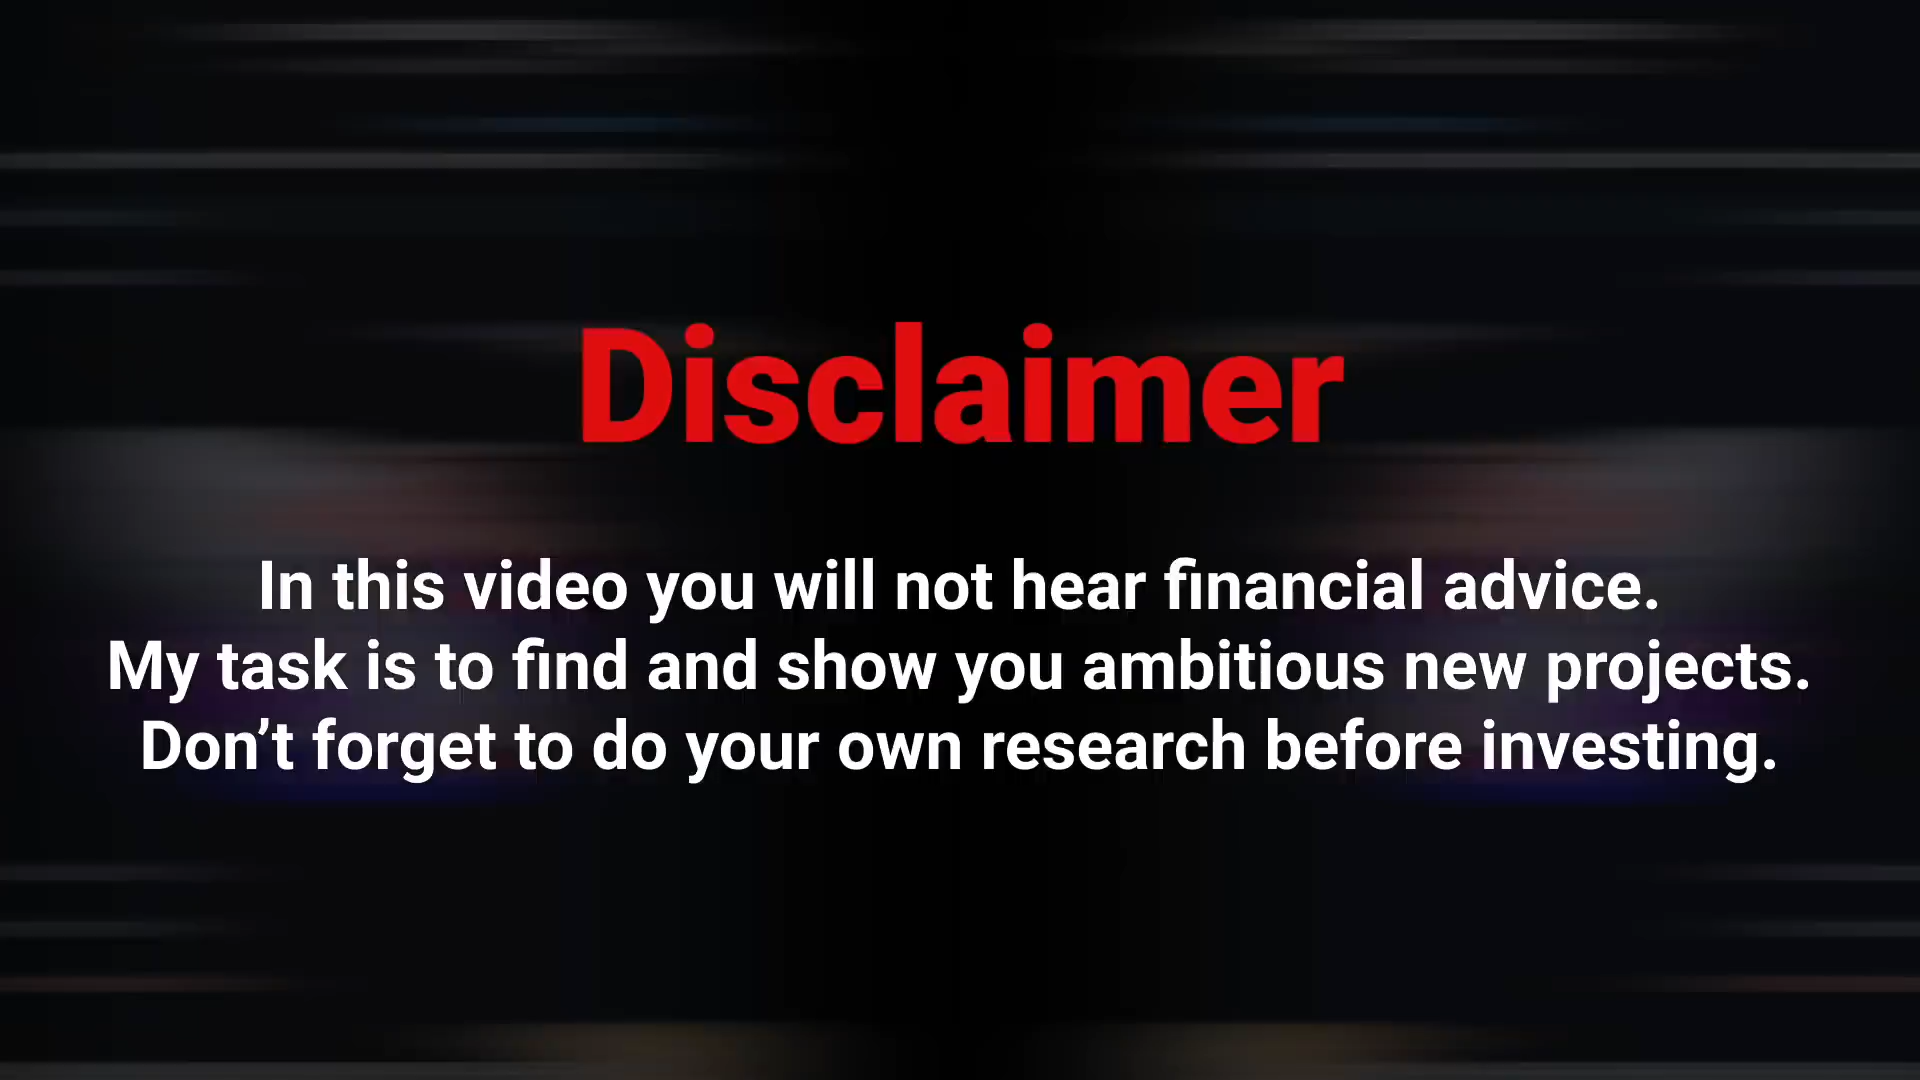 Disclaimer
In this video you will not hear financial advice.
My task is to find and show you ambitious new projects.
Don’t forget to do your own research before investing.